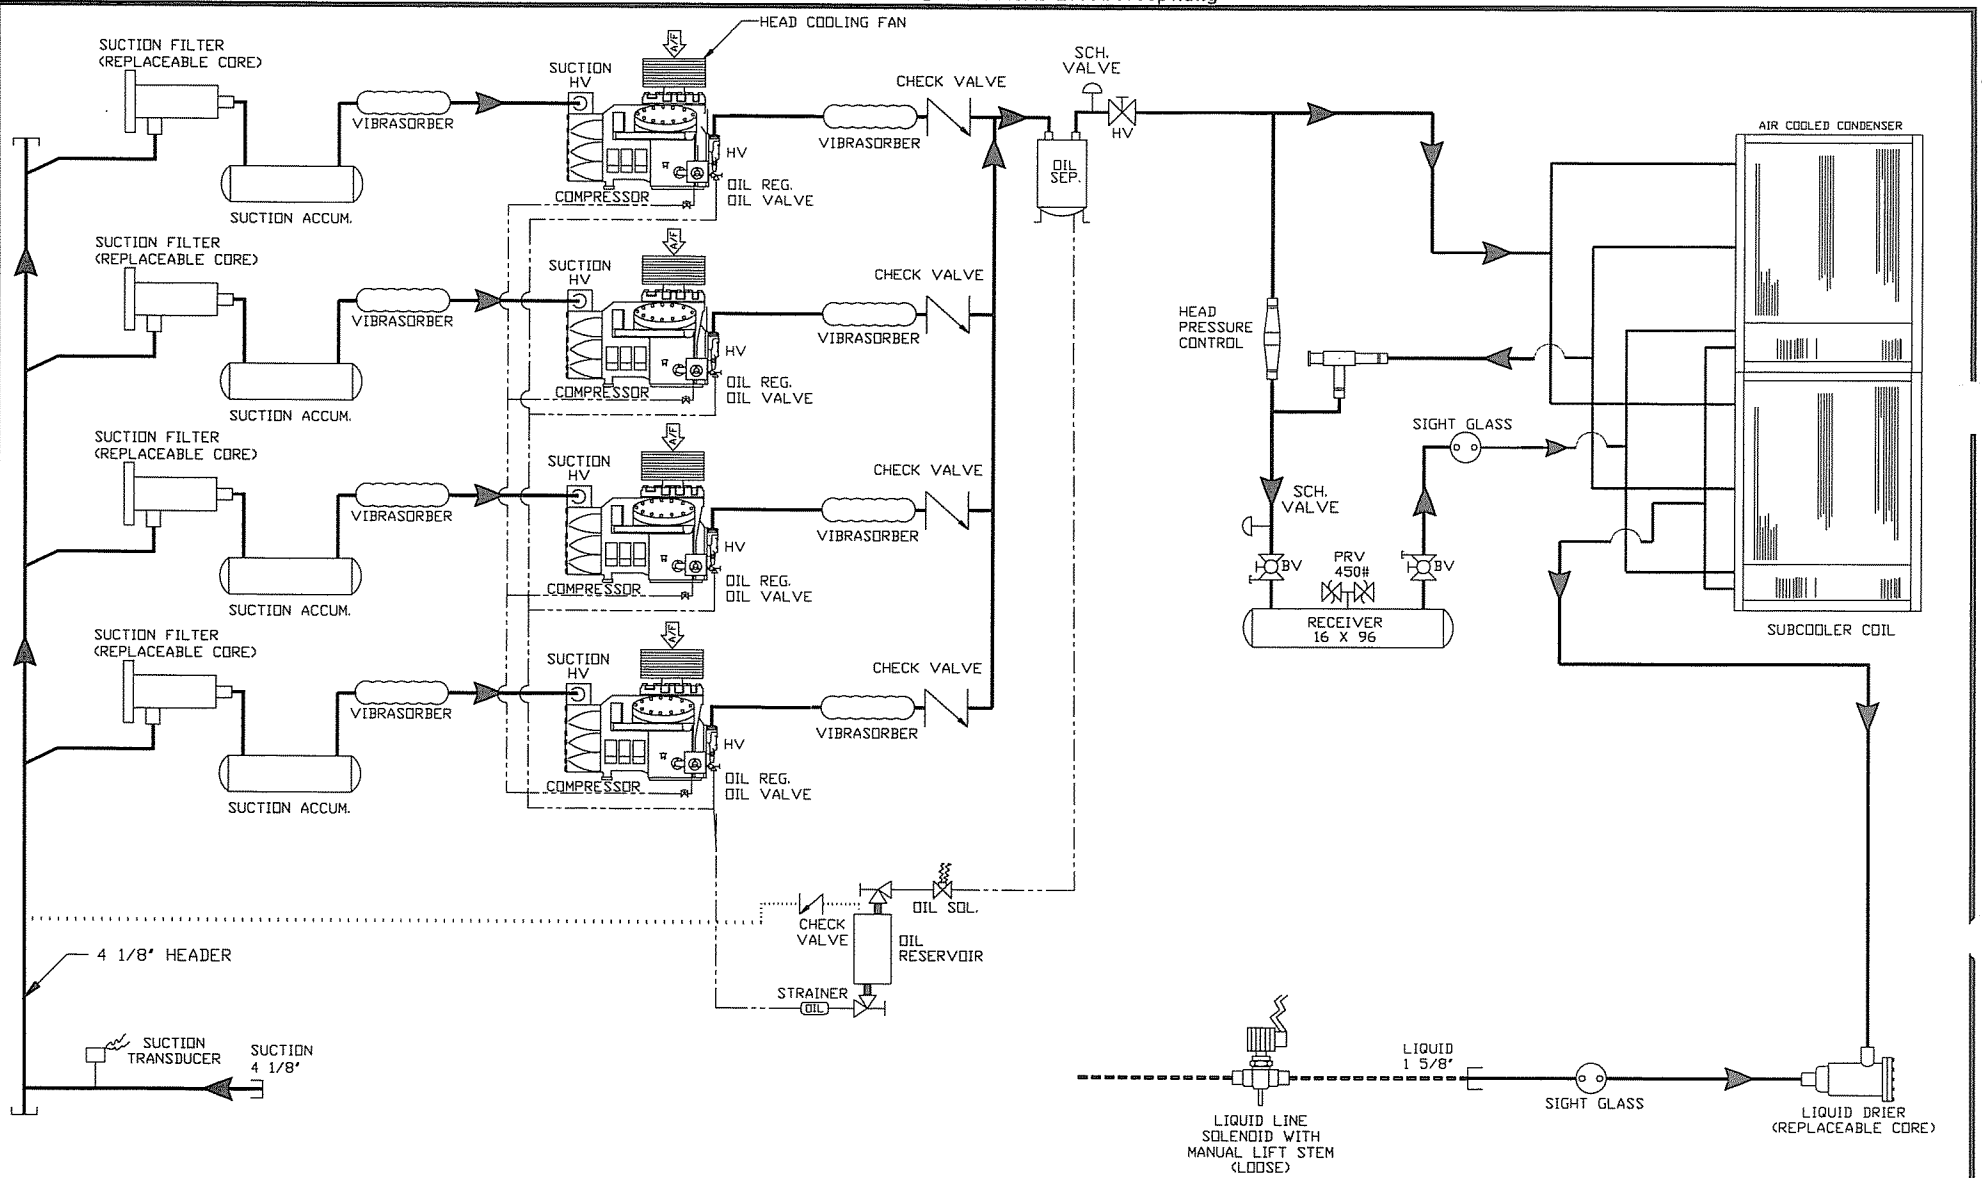 HEAD COOLING FAN
SUCTION FILTER
(REPLACEABLE CORE)
VIBRASORBER
SUCTION ACCUM.
SUCTION
HV
A/F
COMPRESSOR
HV
OIL REG.
OIL VALVE
VIBRASORBER
CHECK VALVE
OIL
SEP.
SCH.
VALVE
HV
AIR COOLED CONDENSER
SUCTION FILTER
(REPLACEABLE CORE)
VIBRASORBER
SUCTION ACCUM.
SUCTION
HV
A/F
COMPRESSOR
HV
OIL REG.
OIL VALVE
VIBRASORBER
CHECK VALVE
HEAD
PRESSURE
CONTROL
SIGHT GLASS
SUCTION FILTER
(REPLACEABLE CORE)
VIBRASORBER
SUCTION ACCUM.
SUCTION
HV
A/F
COMPRESSOR
HV
OIL REG.
OIL VALVE
VIBRASORBER
CHECK VALVE
SCH.
VALVE
BV
PRV
450#
BV
RECEIVER
16 X 96
SUBCOOLER COIL
SUCTION FILTER
(REPLACEABLE CORE)
VIBRASORBER
SUCTION ACCUM.
SUCTION
HV
A/F
COMPRESSOR
HV
OIL REG.
OIL VALVE
VIBRASORBER
CHECK VALVE
OIL SOL.
CHECK
VALVE
OIL
RESERVOIR
STRAINER
OIL
4 1/8" HEADER
SUCTION
TRANSDUCER
SUCTION
4 1/8"
LIQUID
1 5/8"
LIQUID LINE
SOLENOID WITH
MANUAL LIFT STEM
(LOOSE)
SIGHT GLASS
LIQUID DRIER
(REPLACEABLE CORE)